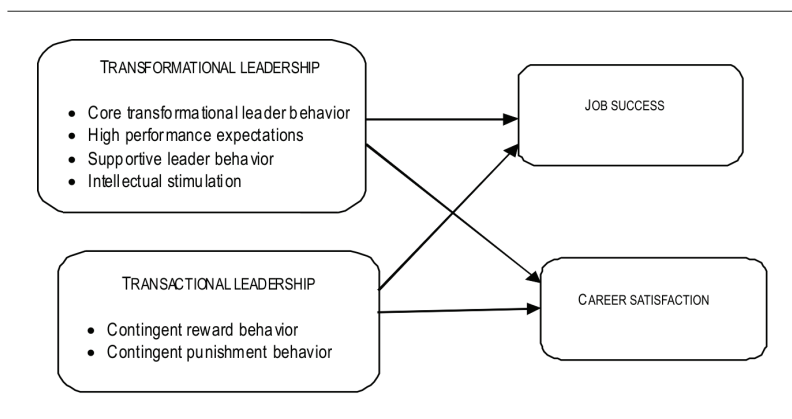 TRANSFORMATIONAL LEADERSHIP
• Core transformational leader behavior
• High performance expectations
• Supportive leader behavior
• Intellectual stimulation
JOB SUCCESS
TRANSACTIONAL LEADERSHIP
• Contingent reward behavior
• Contingent punishment behavior
CAREER SATISFACTION